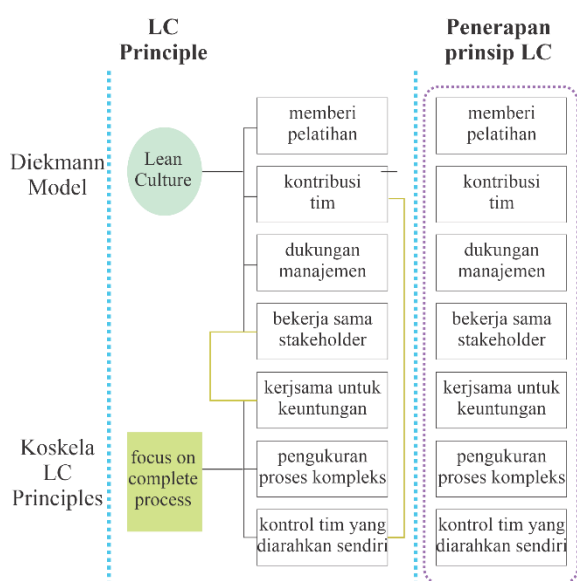 LC
Principle
Penerapan
prinsip LC
Diekmann
Model
Lean
Culture
Koskela
LC
Principles
focus on
complete
process
memberi
pelatihan
kontribusi
tim
dukungan
manajemen
bekerja sama
stakeholder
kerjsama untuk
keuntungan
pengukuran
proses kompleks
kontrol tim yang
diarahkan sendiri
memberi
pelatihan
kontribusi
tim
dukungan
manajemen
bekerja sama
stakeholder
kerjsama untuk
keuntungan
pengukuran
proses kompleks
kontrol tim yang
diarahkan sendiri